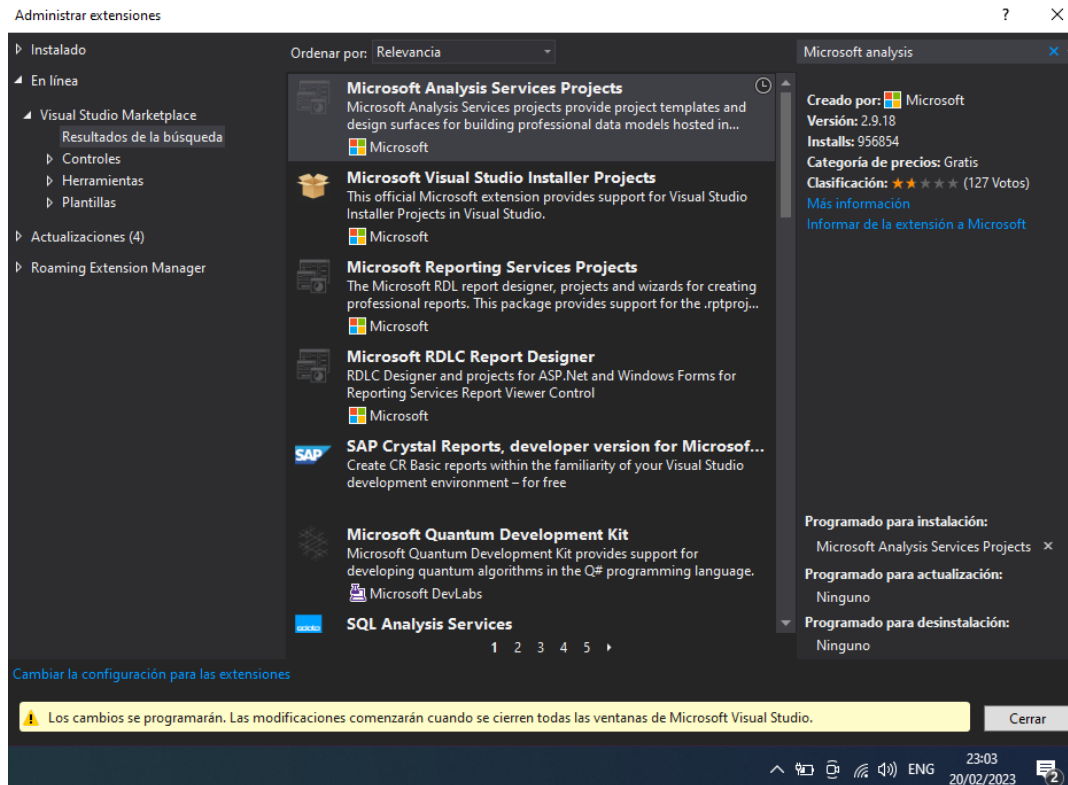 Administrar extensiones
?
Instalado
En línea
Visual Studio Marketplace
Resultados de la búsqueda
Controles
Herramientas
Plantillas
Actualizaciones (4)
Roaming Extension Manager
Ordenar por: Relevancia
Microsoft Analysis Services Projects
Microsoft Analysis Services projects provide project templates and
design surfaces for building professional data models hosted in...
Microsoft
Microsoft Visual Studio Installer Projects
This official Microsoft extension provides support for Visual Studio
Installer Projects in Visual Studio.
Microsoft
Microsoft Reporting Services Projects
The Microsoft RDL report designer, projects and wizards for creating
professional reports. This package provides support for the .rptproj...
Microsoft
Microsoft RDLC Report Designer
RDLC Designer and projects for ASP.Net and Windows Forms for
Reporting Services Report Viewer Control
Microsoft
SAP
SAP Crystal Reports, developer version for Microsof...
Create CR Basic reports within the familiarity of your Visual Studio
development environment – for free
Microsoft Quantum Development Kit
Microsoft Quantum Development Kit provides support for
developing quantum algorithms in the Q# programming language.
Microsoft DevLabs
SQL Analysis Services
1 2 3 4 5
Microsoft analysis
Creado por: Microsoft
Versión: 2.9.18
Installs: 956854
Categoría de precios: Gratis
Clasificación: (127 Votos)
Más información
Informar de la extensión a Microsoft
Programado para instalación:
Microsoft Analysis Services Projects
Programado para actualización:
Ninguno
Programado para desinstalación:
Ninguno
Cambiar la configuración para las extensiones
Los cambios se programarán. Las modificaciones comenzarán cuando se cierren todas las ventanas de Microsoft Visual Studio.
Cerrar
ENG
23:03
20/02/2023
2